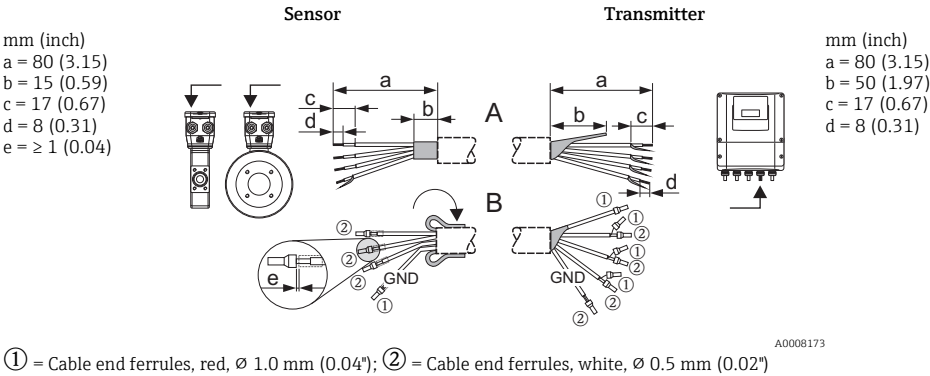 Sensor
Transmitter
mm (inch)
a = 80 (3.15)
b = 15 (0.59)
c = 17 (0.67)
d = 8 (0.31)
e = ≥ 1 (0.04)
mm (inch)
a = 80 (3.15)
b = 50 (1.97)
c = 17 (0.67)
d = 8 (0.31)
a
c
b
d
A
a
b
c
d
B
②
②
②
e
GND
①
①
①
②
①
②
GND
①
②
②
A0008173
① = Cable end ferrules, red, Ø 1.0 mm (0.04"); ② = Cable end ferrules, white, Ø 0.5 mm (0.02")